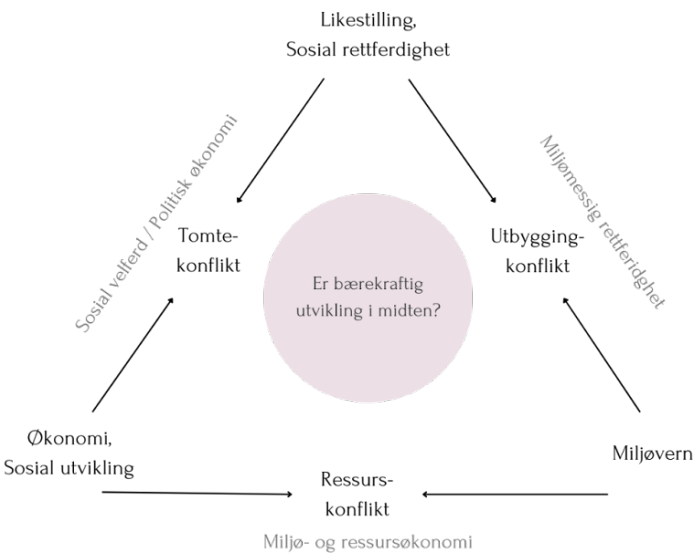 Likestilling,
Sosial rettferdighet
Sosial velferd / Politisk økonomi
Miljømessig rettferidghet
Tomte-
konflikt
Utbygging-
konflikt
Er bærekraftig
utvikling i midten?
Økonomi,
Sosial utvikling
Miljøvern
Ressurs-
konflikt
Miljø- og ressursøkonomi